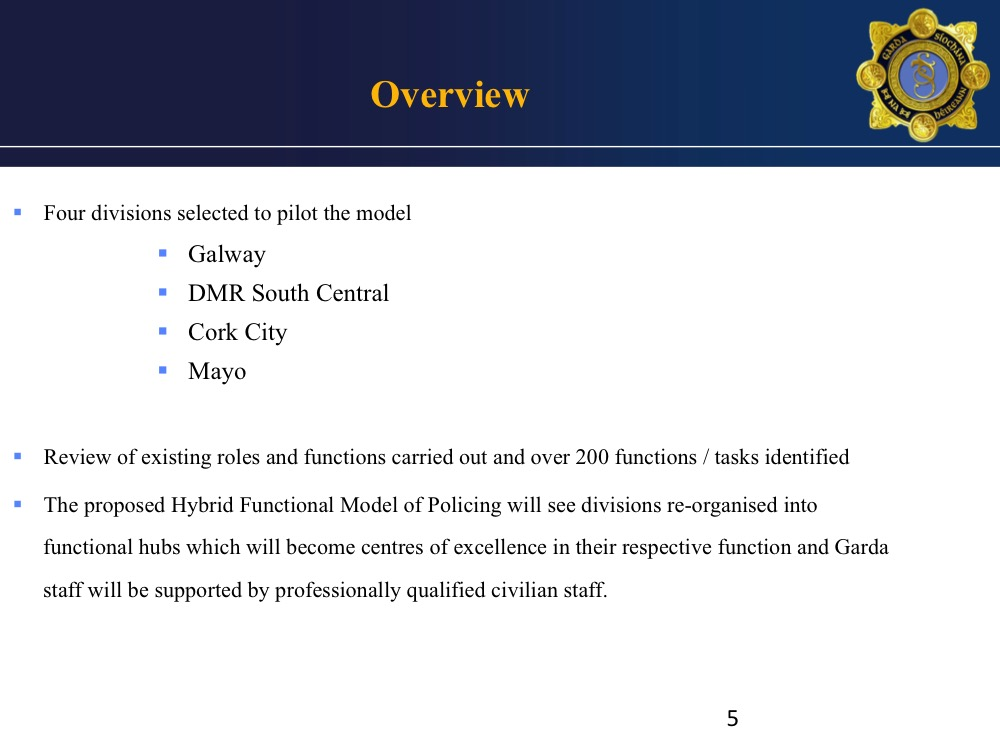 Overview
GARDA SÍOCHÁNA
NA HÉIREANN
Four divisions selected to pilot the model
Galway
DMR South Central
Cork City
Mayo
Review of existing roles and functions carried out and over 200 functions / tasks identified
The proposed Hybrid Functional Model of Policing will see divisions re-organised into
functional hubs which will become centres of excellence in their respective function and Garda
staff will be supported by professionally qualified civilian staff.
5